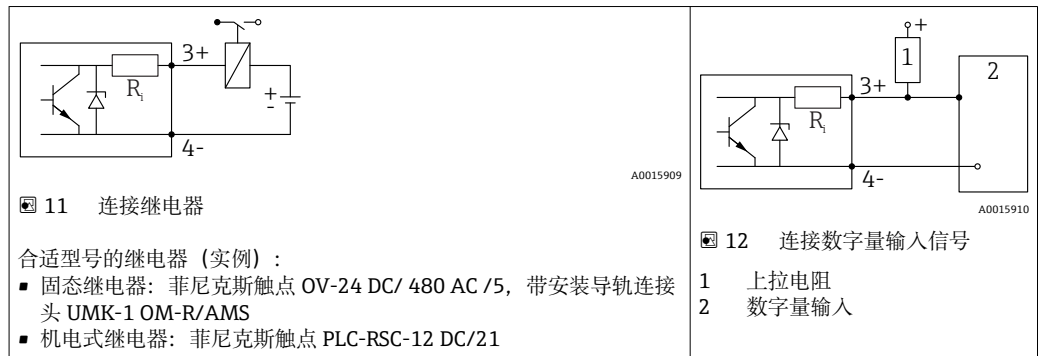 3+
Ri
+
-
4-
A0015909
11 连接继电器
合适型号的继电器（实例）：
■ 固态继电器：菲尼克斯触点 OV-24 DC/ 480 AC /5，带安装导轨连接
头 UMK-1 OM-R/AMS
■ 机电式继电器：菲尼克斯触点 PLC-RSC-12 DC/21
+
1
2
3+
Ri
4-
A0015910
12 连接数字量输入信号
1 上拉电阻
2 数字量输入